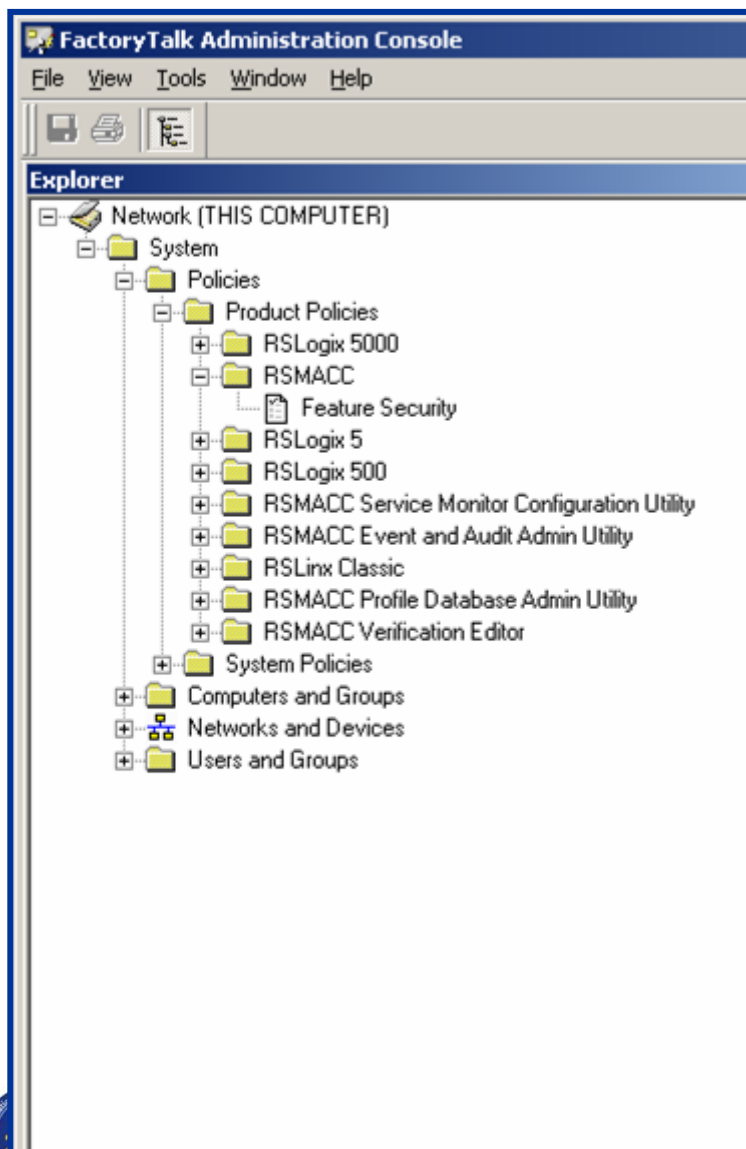 FactoryTalk Administration Console
File View Tools Window Help
Explorer
Network (THIS COMPUTER)
System
Policies
Product Policies
RSLogix 5000
RSMACC
Feature Security
RSLogix 5
RSLogix 500
RSMACC Service Monitor Configuration Utility
RSMACC Event and Audit Admin Utility
RSLinx Classic
RSMACC Profile Database Admin Utility
RSMACC Verification Editor
System Policies
Computers and Groups
Networks and Devices
Users and Groups